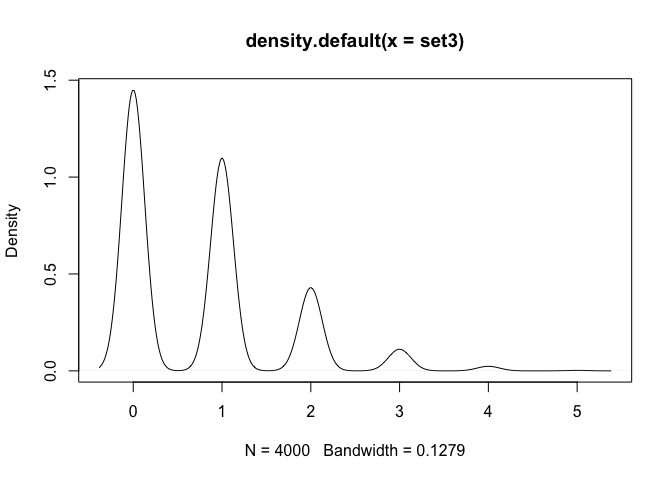 density.default(x = set3)
Density
0.0 0.5 1.0 1.5
0 1 2 3 4 5
N = 4000 Bandwidth = 0.1279